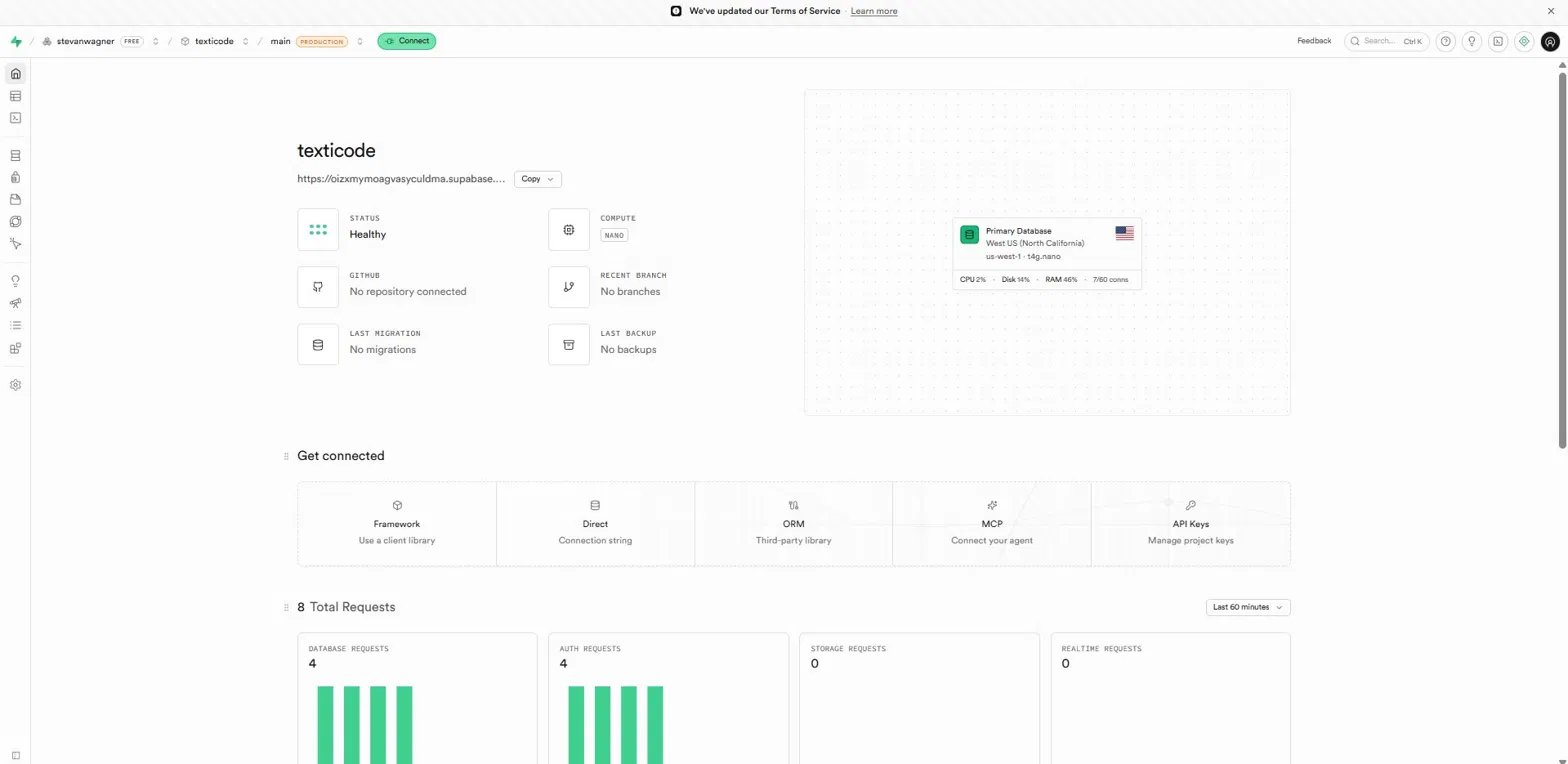 We've updated our Terms of Service · Learn more
/ stevanwagner FREE / texticode / main PRODUCTION Connect
Feedback Search... Ctrl K
texticode
https://oizxmymoagvasyculdma.supabase.... Copy
STATUS
Healthy
COMPUTE
NANO
GITHUB
No repository connected
RECENT BRANCH
No branches
LAST MIGRATION
No migrations
LAST BACKUP
No backups
Primary Database
West US (North California)
us-west-1 · t4g.nano
CPU 2% · Disk 14% · RAM 46% · 7/60 conns
Get connected
Framework
Use a client library
Direct
Connection string
ORM
Third-party library
MCP
Connect your agent
API Keys
Manage project keys
8 Total Requests
Last 60 minutes
DATABASE REQUESTS
4
AUTH REQUESTS
4
STORAGE REQUESTS
0
REALTIME REQUESTS
0